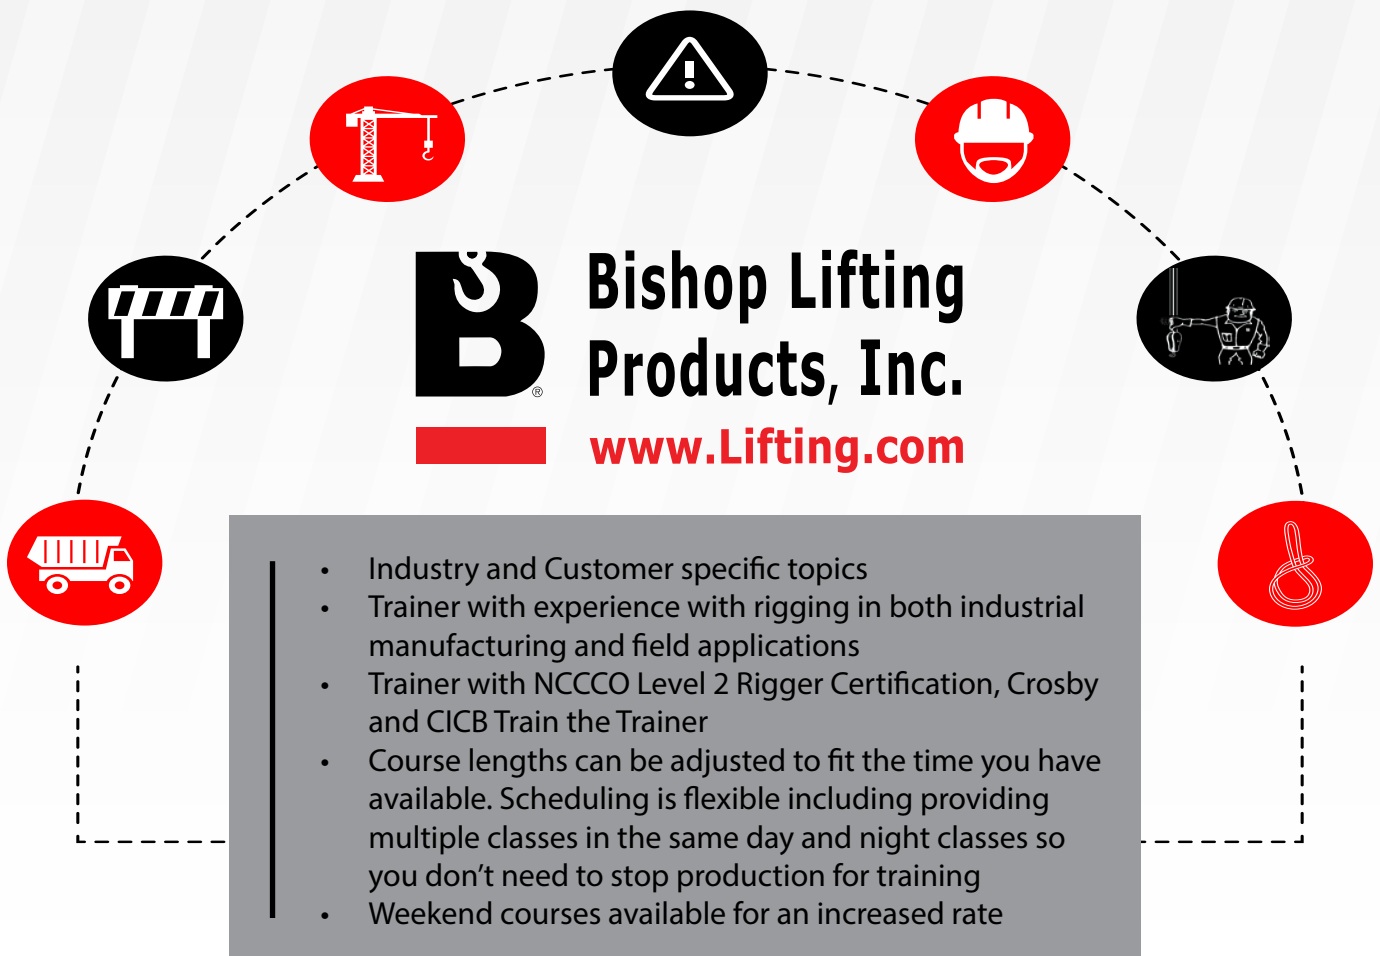 Bishop Lifting
Products, Inc.
B
®
www.Lifting.com
• Industry and Customer specific topics
• Trainer with experience with rigging in both industrial
manufacturing and field applications
• Trainer with NCCCO Level 2 Rigger Certification, Crosby
and CICB Train the Trainer
• Course lengths can be adjusted to fit the time you have
available. Scheduling is flexible including providing
multiple classes in the same day and night classes so
you don't need to stop production for training
• Weekend courses available for an increased rate